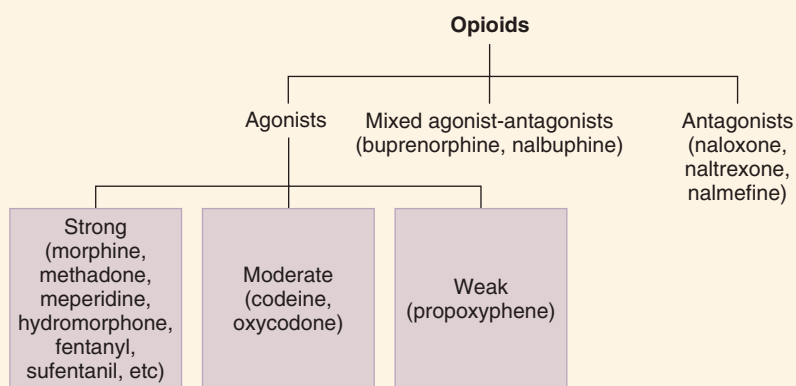 Opioids
Agonists
Mixed agonist-antagonists
(buprenorphine, nalbuphine)
Antagonists
(naloxone,
naltrexone,
nalmefine)
Strong
(morphine,
methadone,
meperidine,
hydromorphone,
fentanyl,
sufentanil, etc)
Moderate
(codeine,
oxycodone)
Weak
(propoxyphene)